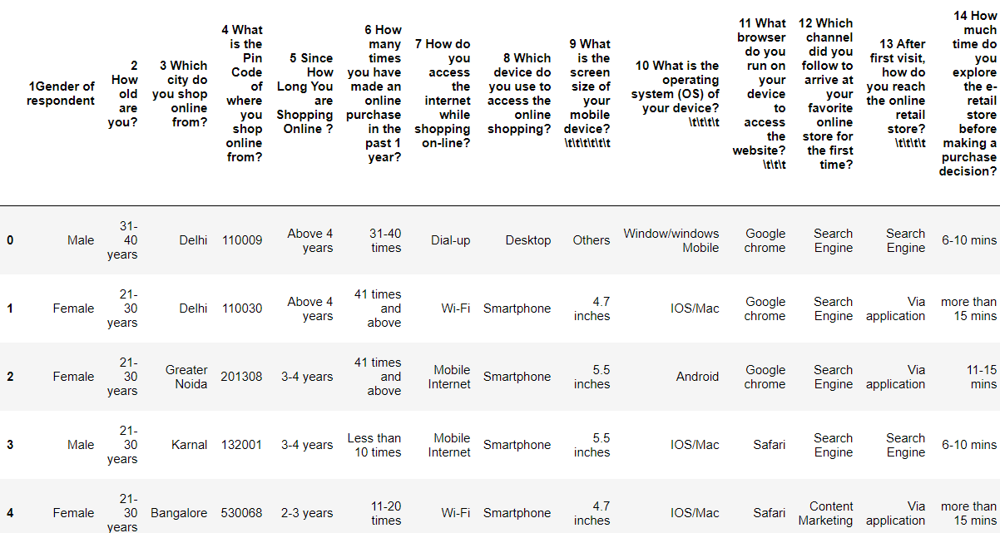 1Gender of
respondent
2
How
old
are
you?
3 Which
city do
you shop
online
from?
4 What
is the
Pin
Code
of
where
you
shop
online
from?
5 Since
How
Long You
are
Shopping
Online ?
6 How
many
times
you have
made an
online
purchase
in the
past 1
year?
7 How do
you
access
the
internet
while
shopping
on-line?
8 Which
device do
you use to
access the
online
shopping?
9 What
is the
screen
size of
your
mobile
device?
\t\t\t\t\t\t
10 What is the
operating
system (OS) of
your device?
\t\t\t\t
11 What
browser
do you
run on
your
device
to
access
the
website?
\t\t\t
12 Which
channel
did you
follow to
arrive at
your
favorite
online
store for
the first
time?
13 After
first visit,
how do
you reach
the online
retail
store?
\t\t\t\t
14 How
much
time do
you
explore
the e-
retail
store
before
making a
purchase
decision?
0
Male
31-
40
years
Delhi
110009
Above 4
years
31-40
times
Dial-up
Desktop
Others
Window/windows
Mobile
Google
chrome
Search
Engine
Search
Engine
6-10 mins
1
Female
21-
30
years
Delhi
110030
Above 4
years
41 times
and
above
Wi-Fi
Smartphone
4.7
inches
IOS/Mac
Google
chrome
Search
Engine
Via
application
more than
15 mins
2
Female
21-
30
years
Greater
Noida
201308
3-4 years
41 times
and
above
Mobile
Internet
Smartphone
5.5
inches
Android
Google
chrome
Search
Engine
Via
application
11-15
mins
3
Male
21-
30
years
Karnal
132001
3-4 years
Less than
10 times
Mobile
Internet
Smartphone
5.5
inches
IOS/Mac
Safari
Search
Engine
Search
Engine
6-10 mins
4
Female
21-
30
years
Bangalore
530068
2-3 years
11-20
times
Wi-Fi
Smartphone
4.7
inches
IOS/Mac
Safari
Content
Marketing
Via
application
more than
15 mins